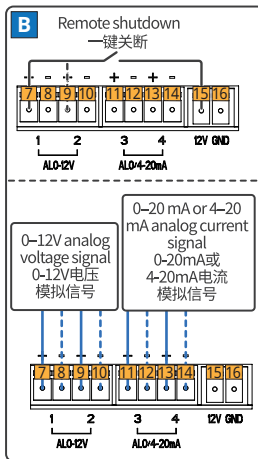 B
Remote shutdown
一键关断
+ - + - + - + -
7 8 9 10 11 12 13 14 15 16
1 2 3 4 12V GND
AI.0-12V AI.0/4-20mA
0–12V analog
voltage signal
0-12V电压
模拟信号
0–20 mA or 4–20
mA analog current
signal
0-20mA或
4-20mA电流
模拟信号
7 8 9 10 11 12 13 14 15 16
1 2 3 4 12V GND
AI.0-12V AI.0/4-20mA